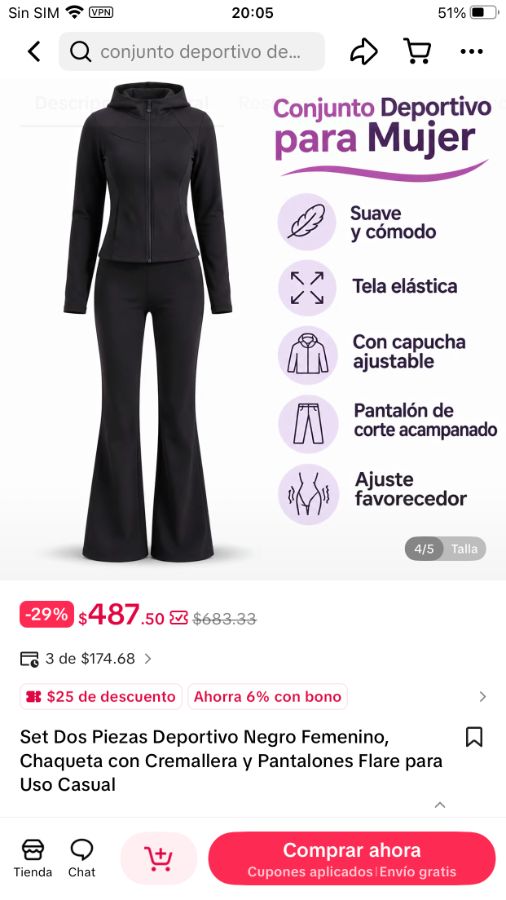 Sin SIM VPN 20:05 51%
conjunto deportivo de...
Conjunto Deportivo
para Mujer
Suave
y cómodo
Tela elástica
Con capucha
ajustable
Pantalón de
corte acampanado
Ajuste
favorecedor
4/5 Talla
-29% $487.50 $683.33
3 de $174.68
$25 de descuento Ahorra 6% con bono
Set Dos Piezas Deportivo Negro Femenino,
Chaqueta con Cremallera y Pantalones Flare para
Uso Casual
Tienda Chat
Comprar ahora
Cupones aplicados | Envío gratis